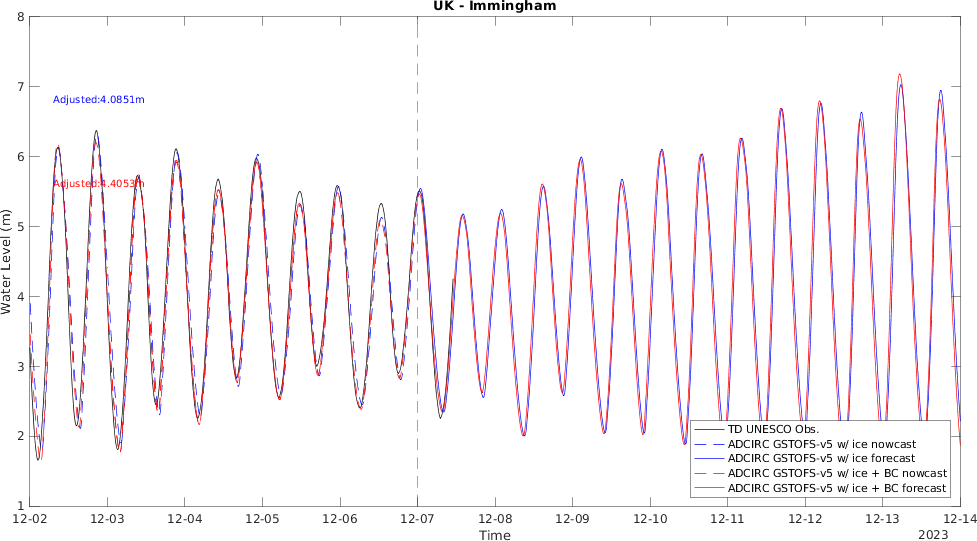 UK - Immingham
8
7
6
5
4
3
2
1
Water Level (m)
Adjusted:4.0851m
Adjusted:4.4053m
TD UNESCO Obs.
ADCIRC GSTOFS-v5 w/ ice nowcast
ADCIRC GSTOFS-v5 w/ ice forecast
ADCIRC GSTOFS-v5 w/ ice + BC nowcast
ADCIRC GSTOFS-v5 w/ ice + BC forecast
12-02 12-03 12-04 12-05 12-06 12-07 12-08 12-09 12-10 12-11 12-12 12-13 12-14
Time
2023